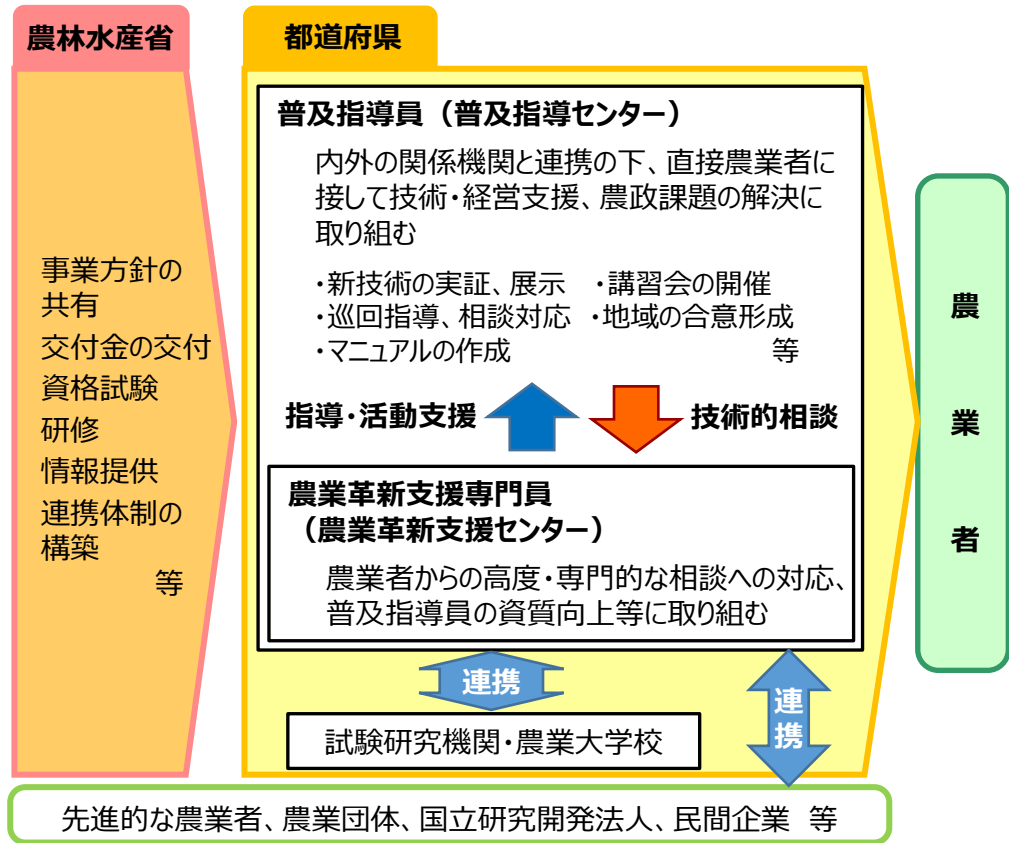 農林水産省
事業方針の
共有
交付金の交付
資格試験
研修
情報提供
連携体制の
構築
等
都道府県
普及指導員（普及指導センター）
内外の関係機関と連携の下、直接農業者に
接して技術・経営支援、農政課題の解決に
取り組む
・新技術の実証、展示　・講習会の開催
・巡回指導、相談対応　・地域の合意形成
・マニュアルの作成　等
指導・活動支援
技術的相談
農業革新支援専門員
（農業革新支援センター）
農業者からの高度・専門的な相談への対応、
普及指導員の資質向上等に取り組む
連携
連
携
試験研究機関・農業大学校
先進的な農業者、農業団体、国立研究開発法人、民間企業　等
農
業
者